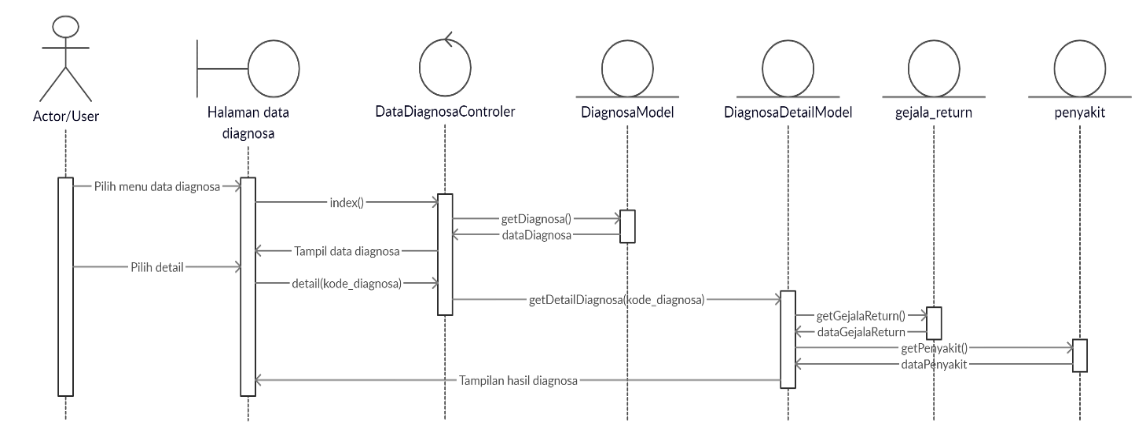 Actor/User
Halaman data
diagnosa
DataDiagnosaControler
DiagnosaModel
DiagnosaDetailModel
gejala_return
penyakit
Pilih menu data diagnosa
index()
getDiagnosa()
dataDiagnosa
Tampil data diagnosa
Pilih detail
detail(kode_diagnosa)
getDetailDiagnosa(kode_diagnosa)
getGejalaReturn()
dataGejalaReturn
getPenyakit()
dataPenyakit
Tampilan hasil diagnosa